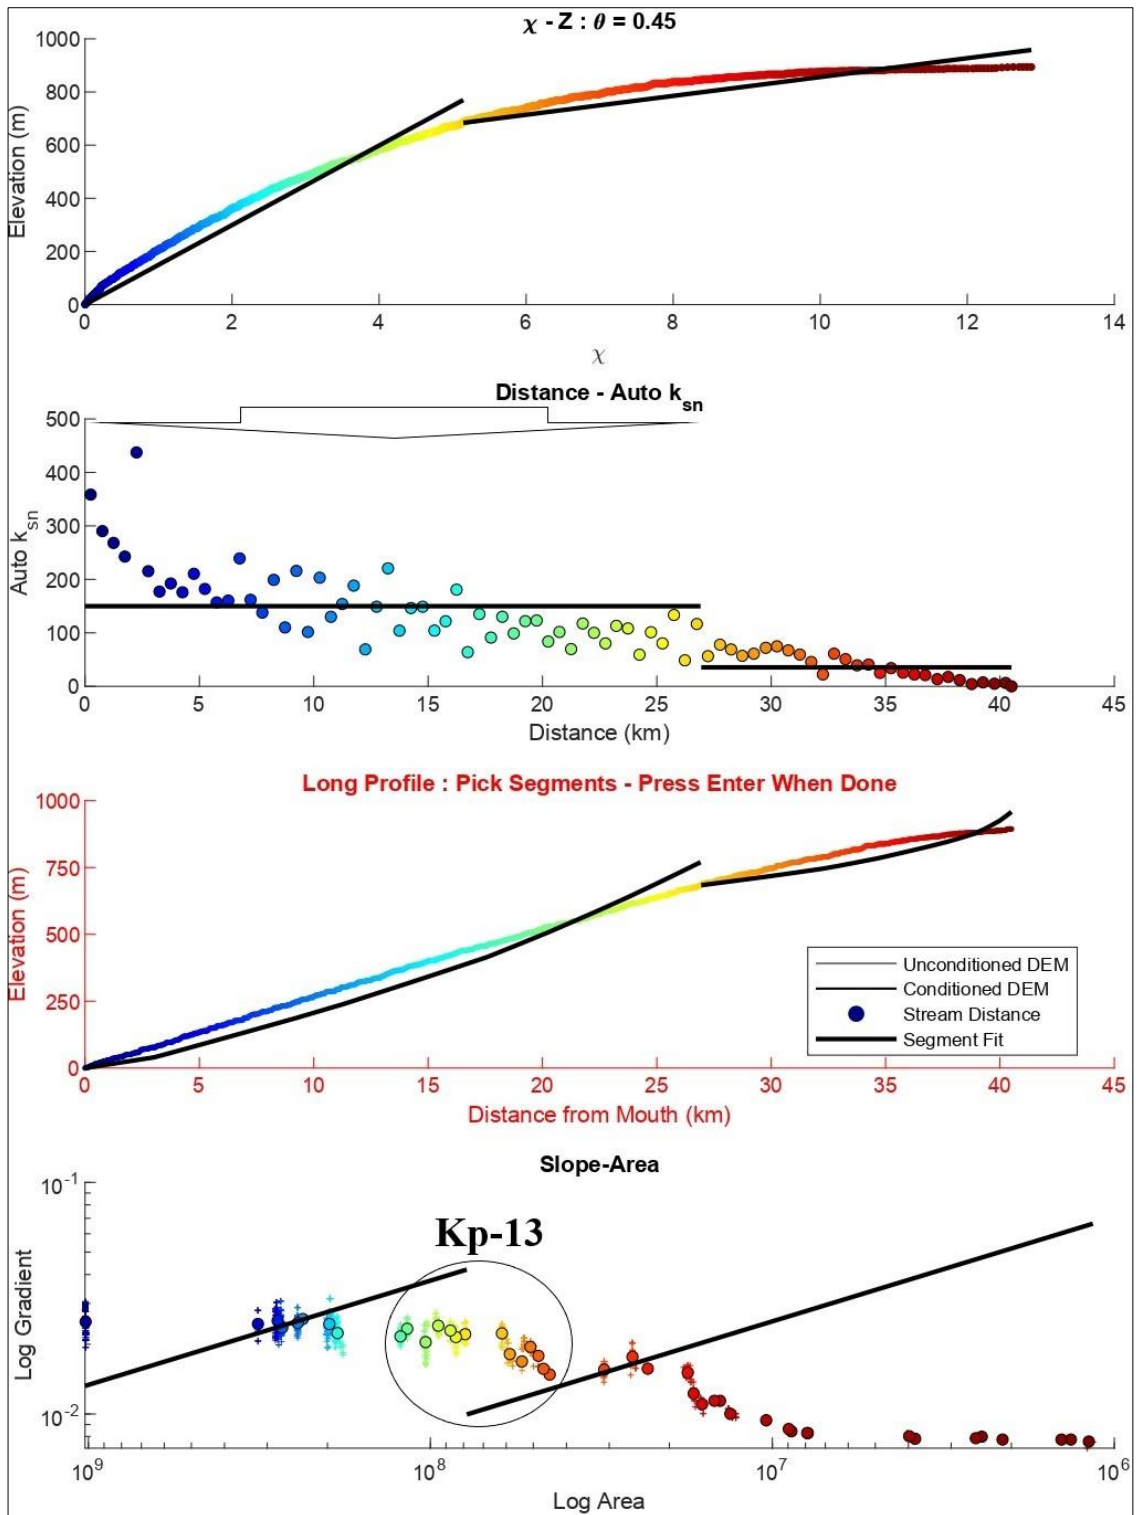 χ - Z : θ = 0.45
1000
800
600
400
200
0
Elevation (m)
0 2 4 6 8 10 12 14
χ
Distance - Auto k_sn
500
400
300
200
100
0
Auto k_sn
0 5 10 15 20 25 30 35 40 45
Distance (km)
Long Profile : Pick Segments - Press Enter When Done
1000
750
500
250
0
Elevation (m)
Unconditioned DEM
Conditioned DEM
Stream Distance
Segment Fit
0 5 10 15 20 25 30 35 40 45
Distance from Mouth (km)
Slope-Area
10^-1
Kp-13
Log Gradient
10^-2
10^9 10^8 10^7 10^6
Log Area